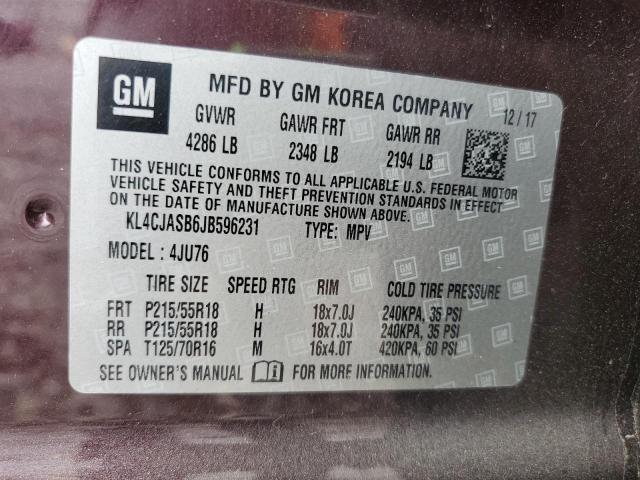 GM MFD BY GM KOREA COMPANY 12/17
GVWR GAWR FRT GAWR RR
4286 LB 2348 LB 2194 LB
THIS VEHICLE CONFORMS TO ALL APPLICABLE U.S. FEDERAL MOTOR
VEHICLE SAFETY AND THEFT PREVENTION STANDARDS IN EFFECT
ON THE DATE OF MANUFACTURE SHOWN ABOVE.
KL4CJASB6JB596231 TYPE: MPV
MODEL : 4JU76
TIRE SIZE SPEED RTG RIM COLD TIRE PRESSURE
FRT P215/55R18 H 18x7.0J 240KPA, 35 PSI
RR P215/55R18 H 18x7.0J 240KPA, 35 PSI
SPA T125/70R16 M 16x4.0T 420KPA, 60 PSI
SEE OWNER'S MANUAL FOR MORE INFORMATION.